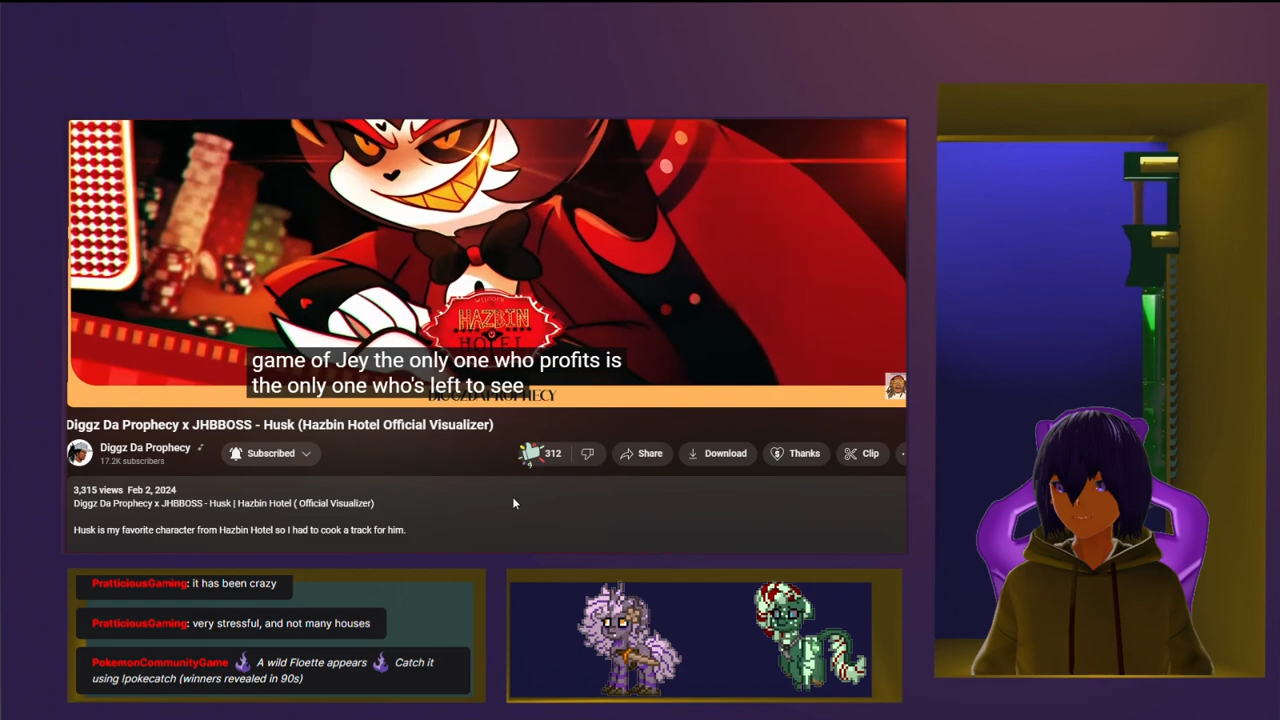 WELCOME
HAZBIN
HOTEL
game of Jey the only one who profits is
the only one who's left to see
DIGGZDAPROPHECY
Diggz Da Prophecy x JHBBOSS - Husk (Hazbin Hotel Official Visualizer)
Diggz Da Prophecy
17.2K subscribers
Subscribed
312
Share
Download
Thanks
Clip
3,315 views Feb 2, 2024
Diggz Da Prophecy x JHBBOSS - Husk | Hazbin Hotel ( Official Visualizer)
Husk is my favorite character from Hazbin Hotel so I had to cook a track for him.
PratticiousGaming: it has been crazy
PratticiousGaming: very stressful, and not many houses
PokemonCommunityGame A wild Floette appears Catch it
using !pokecatch (winners revealed in 90s)